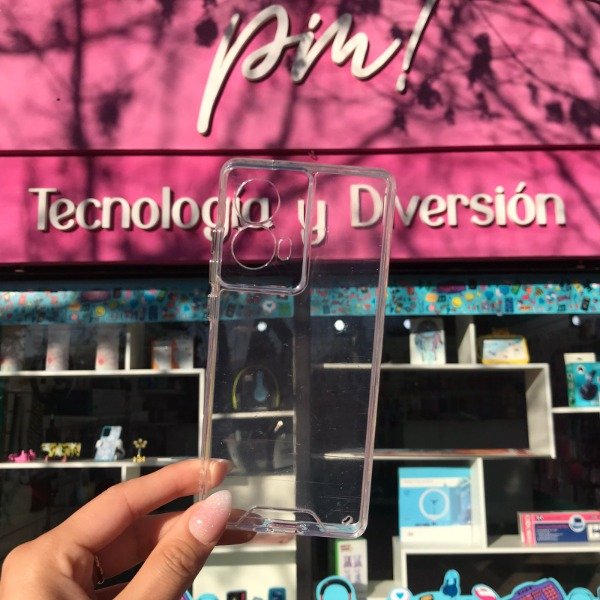 pin!
Tecnología y Diversión